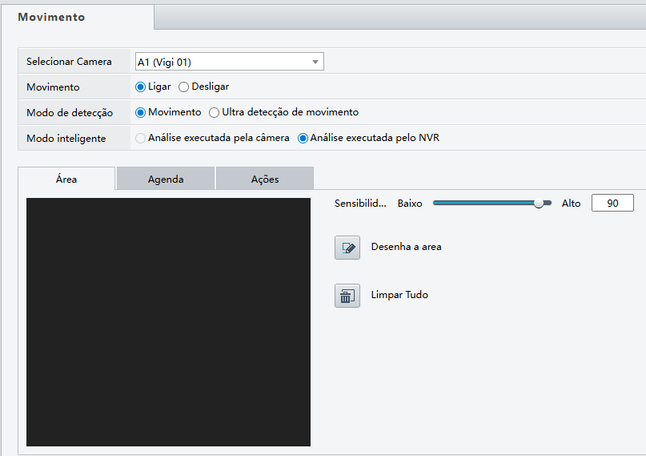 Movimento
Selecionar Camera A1 (Vigi 01)
Movimento Ligar Desligar
Modo de detecção Movimento Ultra detecção de movimento
Modo inteligente Análise executada pela câmera Análise executada pelo NVR
Área Agenda Ações
Sensibilid... Baixo Alto 90
Desenha a area
Limpar Tudo